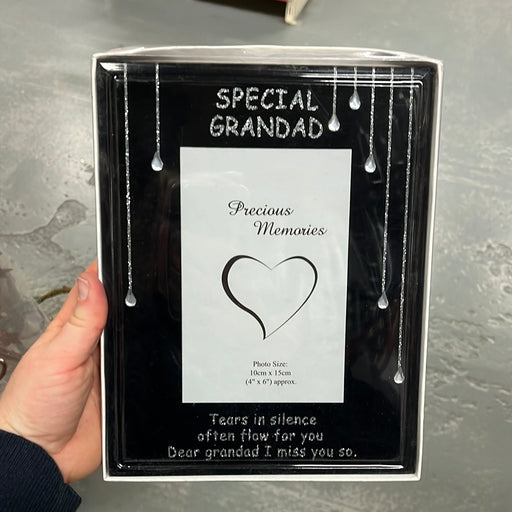 SPECIAL
GRANDAD
Precious
Memories
Photo Size:
10cm x 15cm
(4" x 6") approx.
Tears in silence
often flow for you
Dear grandad I miss you so.